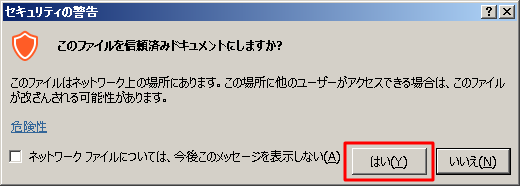 セキュリティの警告
このファイルを信頼済みドキュメントにしますか?
このファイルはネットワーク上の場所にあります。この場所に他のユーザーがアクセスできる場合は、このファイル
が改ざんされる可能性があります。
危険性
ネットワーク ファイルについては、今後このメッセージを表示しない(A)
はい(Y)
いいえ(N)